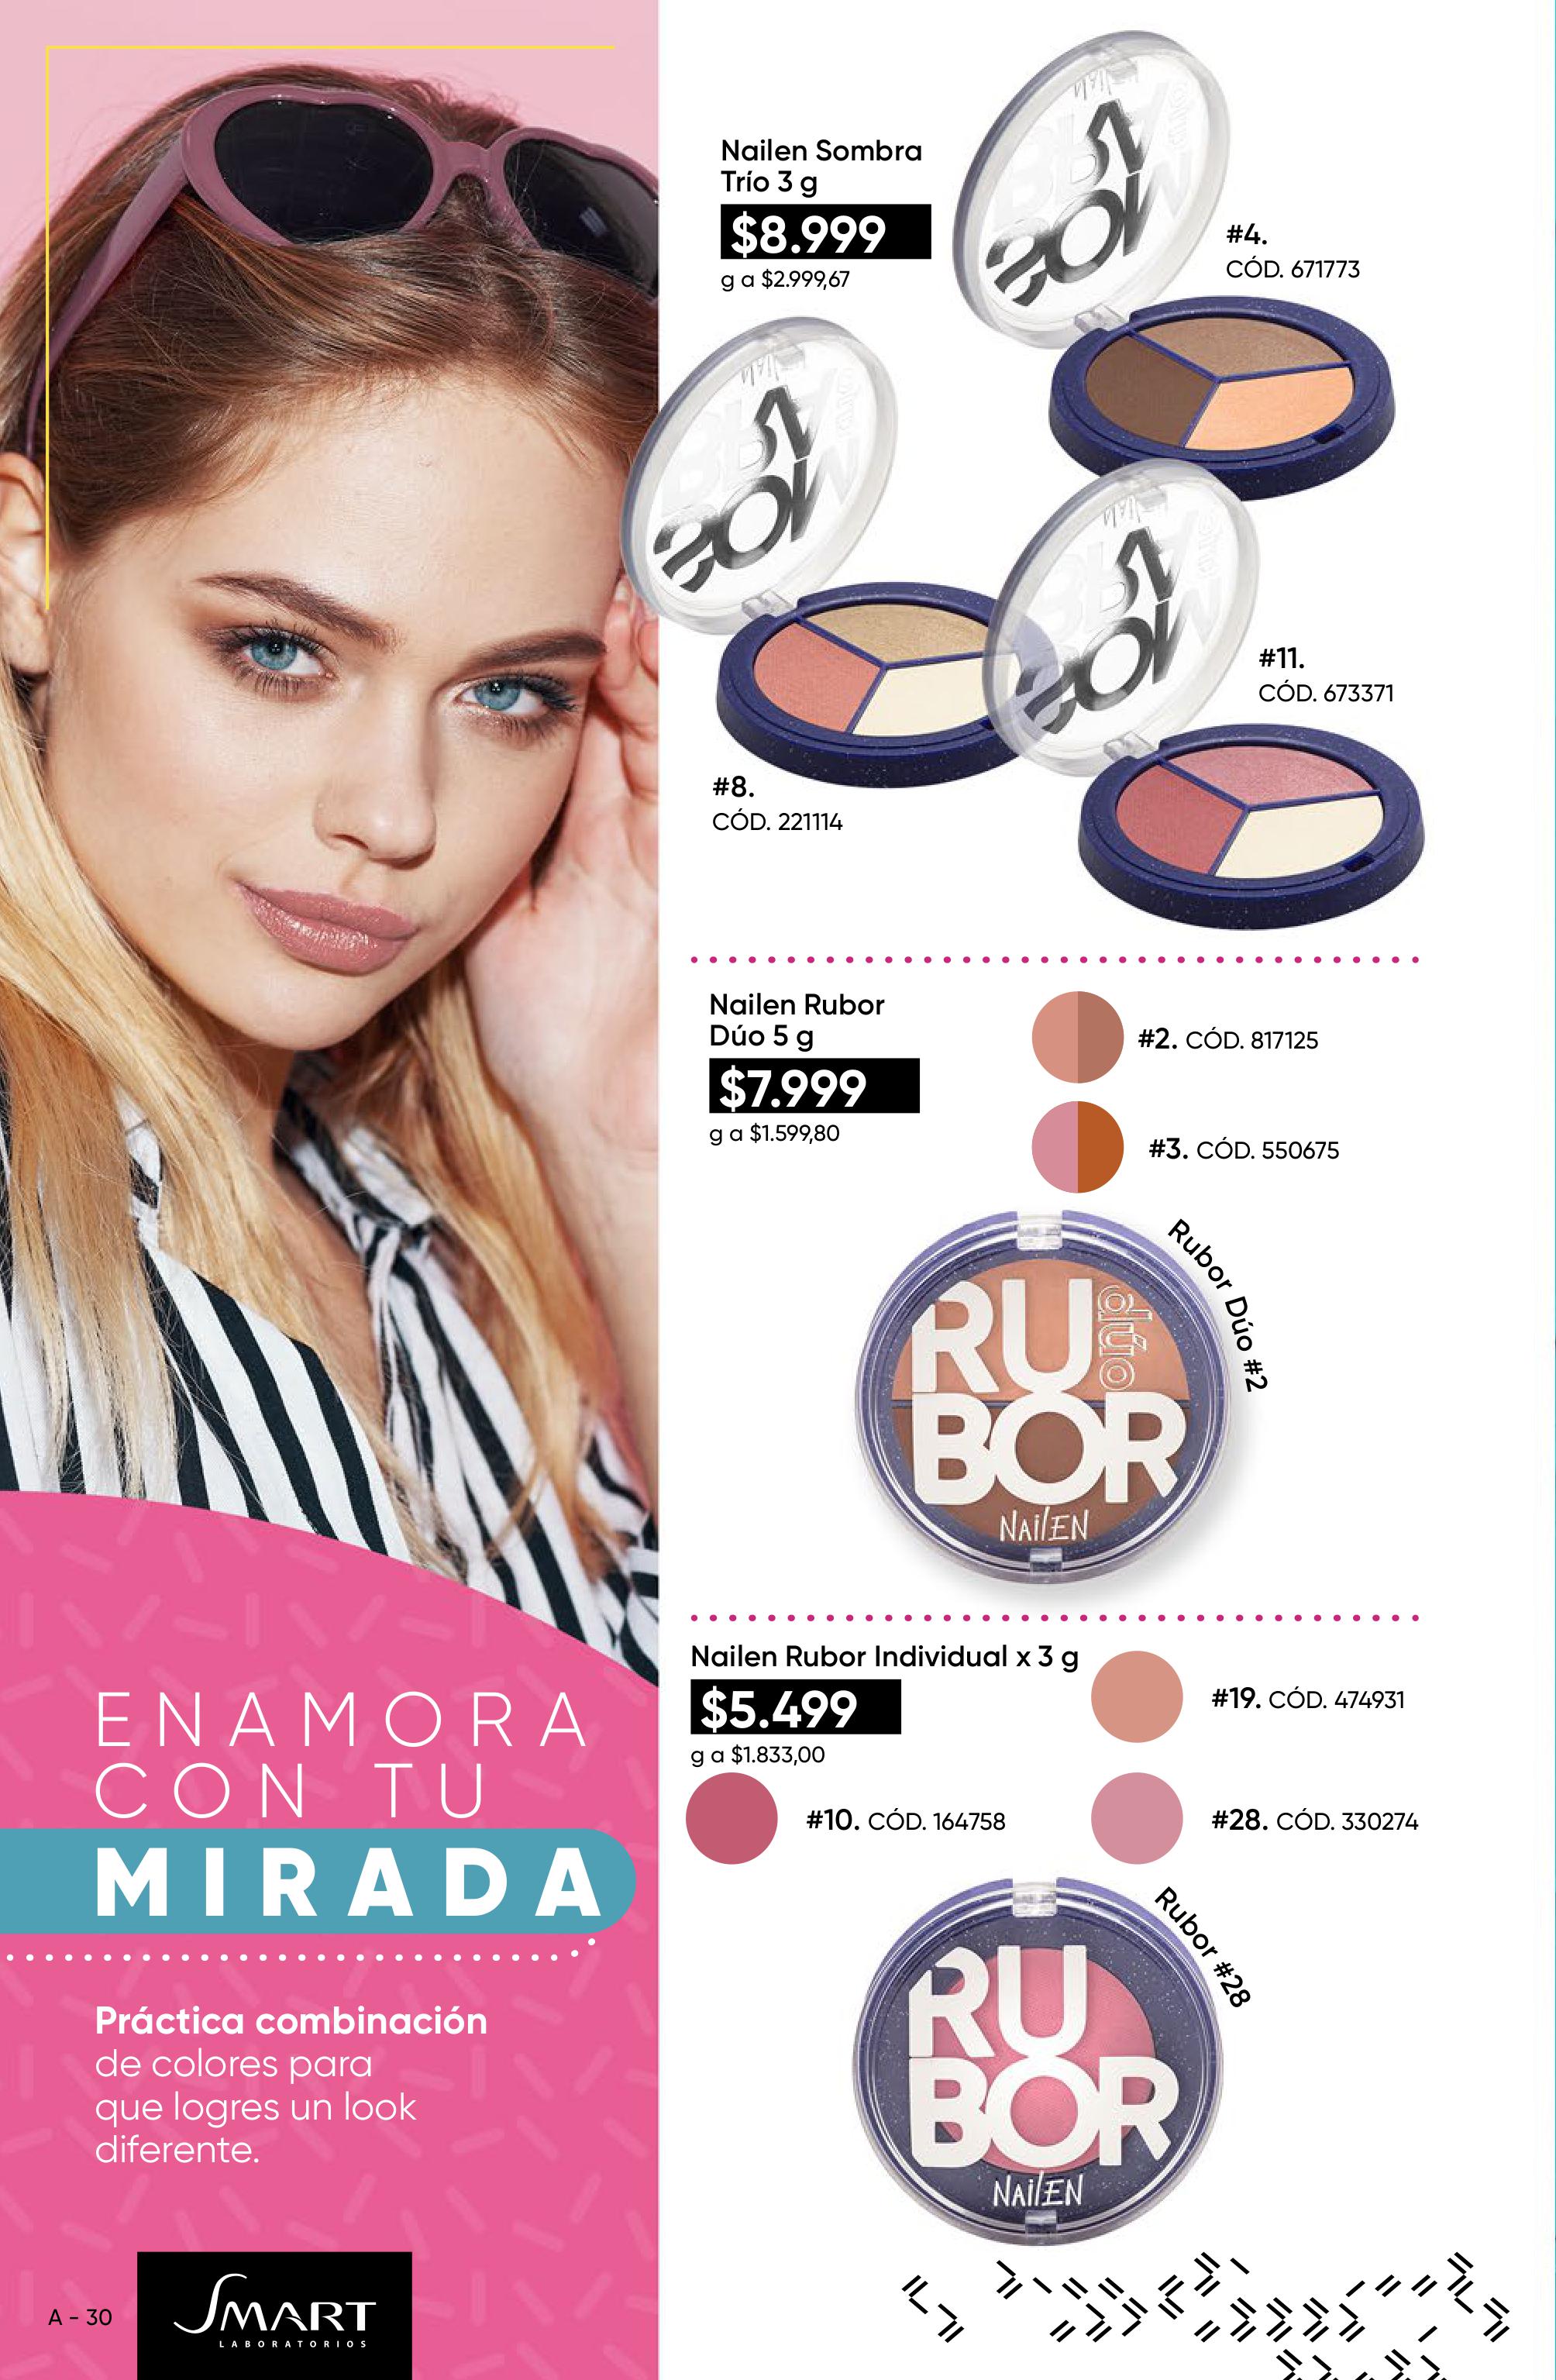 Nailen Sombra
Trío 3 g
$8.999
g a $2.999,67
#4.
CÓD. 671773
#11.
CÓD. 673371
#8.
CÓD. 221114
Nailen Rubor
Dúo 5 g
$7.999
g a $1.599,80
#2. CÓD. 817125
#3. CÓD. 550675
Rubor Dúo #2
RU
dúo
BOR
NAilEN
Nailen Rubor Individual x 3 g
$5.499
g a $1.833,00
#19. CÓD. 474931
#10. CÓD. 164758
#28. CÓD. 330274
Rubor #28
RU
BOR
NAilEN
ENAMORA
CON TU
MIRADA
Práctica combinación
de colores para
que logres un look
diferente.
A - 30
SMART
LABORATORIOS